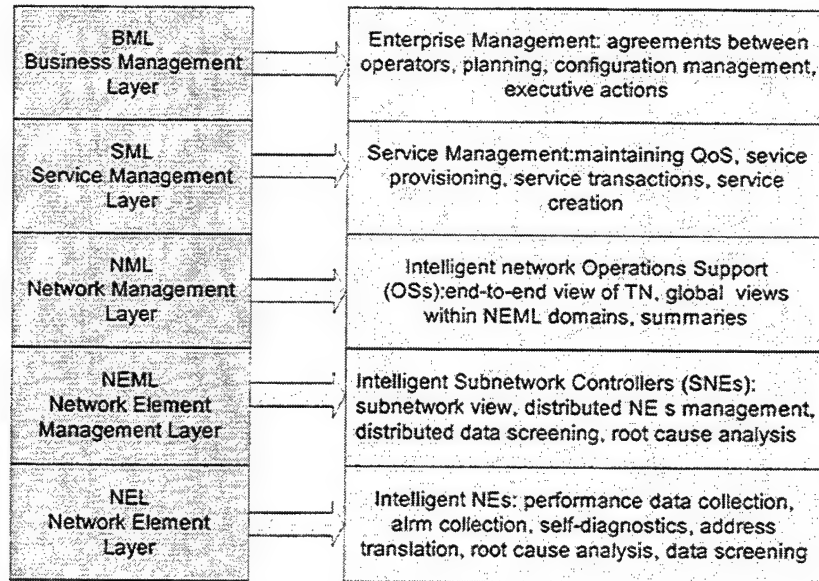 BML
Business Management
Layer
Enterprise Management: agreements between
operators, planning, configuration management,
executive actions
SML
Service Management
Layer
Service Management:maintaining QoS, sevice
provisioning, service transactions, service
creation
NML
Network Management
Layer
Intelligent network Operations Support
(OSs):end-to-end view of TN, global views
within NEML domains, summaries
NEML
Network Element
Management Layer
Intelligent Subnetwork Controllers (SNEs):
subnetwork view, distributed NE s management,
distributed data screening, root cause analysis
NEL
Network Element
Layer
Intelligent NEs: performance data collection,
alrm collection, self-diagnostics, address
translation, root cause analysis, data screening